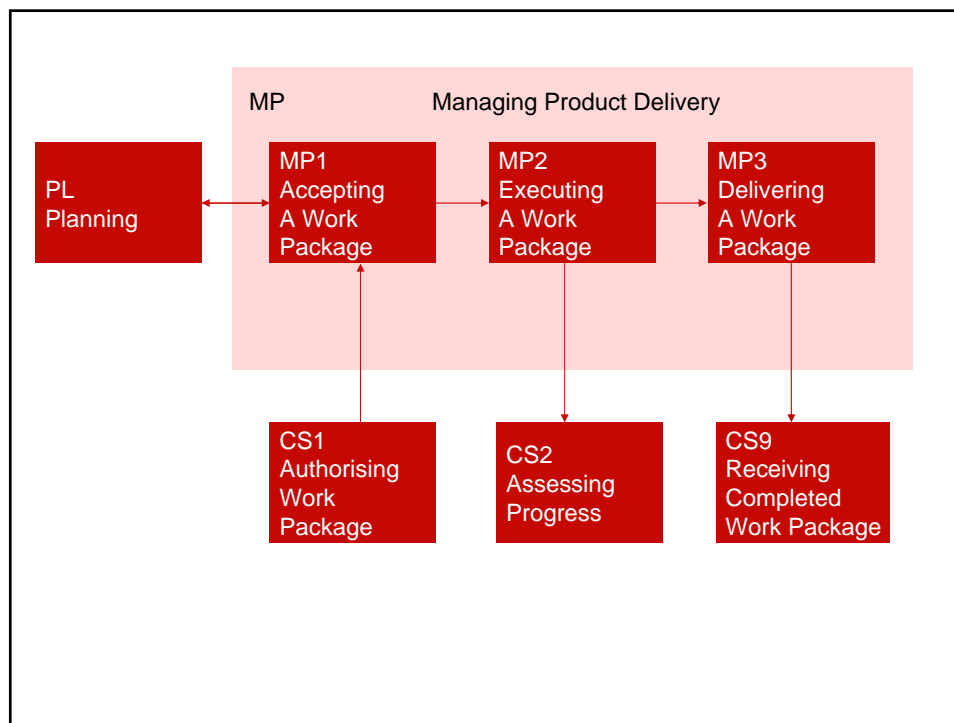 MP Managing Product Delivery
PL
Planning
MP1
Accepting
A Work
Package
MP2
Executing
A Work
Package
MP3
Delivering
A Work
Package
CS1
Authorising
Work
Package
CS2
Assessing
Progress
CS9
Receiving
Completed
Work Package